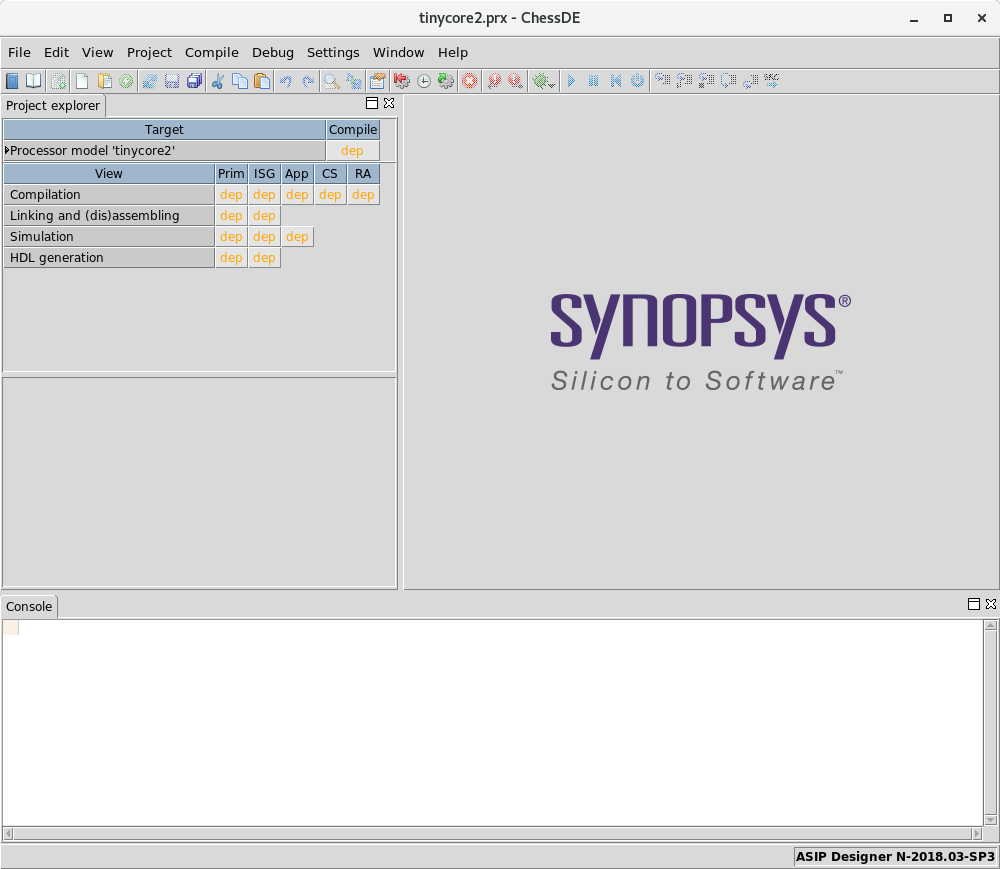 tinycore2.prx - ChessDE
File Edit View Project Compile Debug Settings Window Help
Project explorer
Target Compile
Processor model 'tinycore2' dep
View Prim ISG App CS RA
Compilation dep dep dep dep dep
Linking and (dis)assembling dep dep
Simulation dep dep dep
HDL generation dep dep
SYNOPSYS®
Silicon to Software™
Console
ASIP Designer N-2018.03-SP3